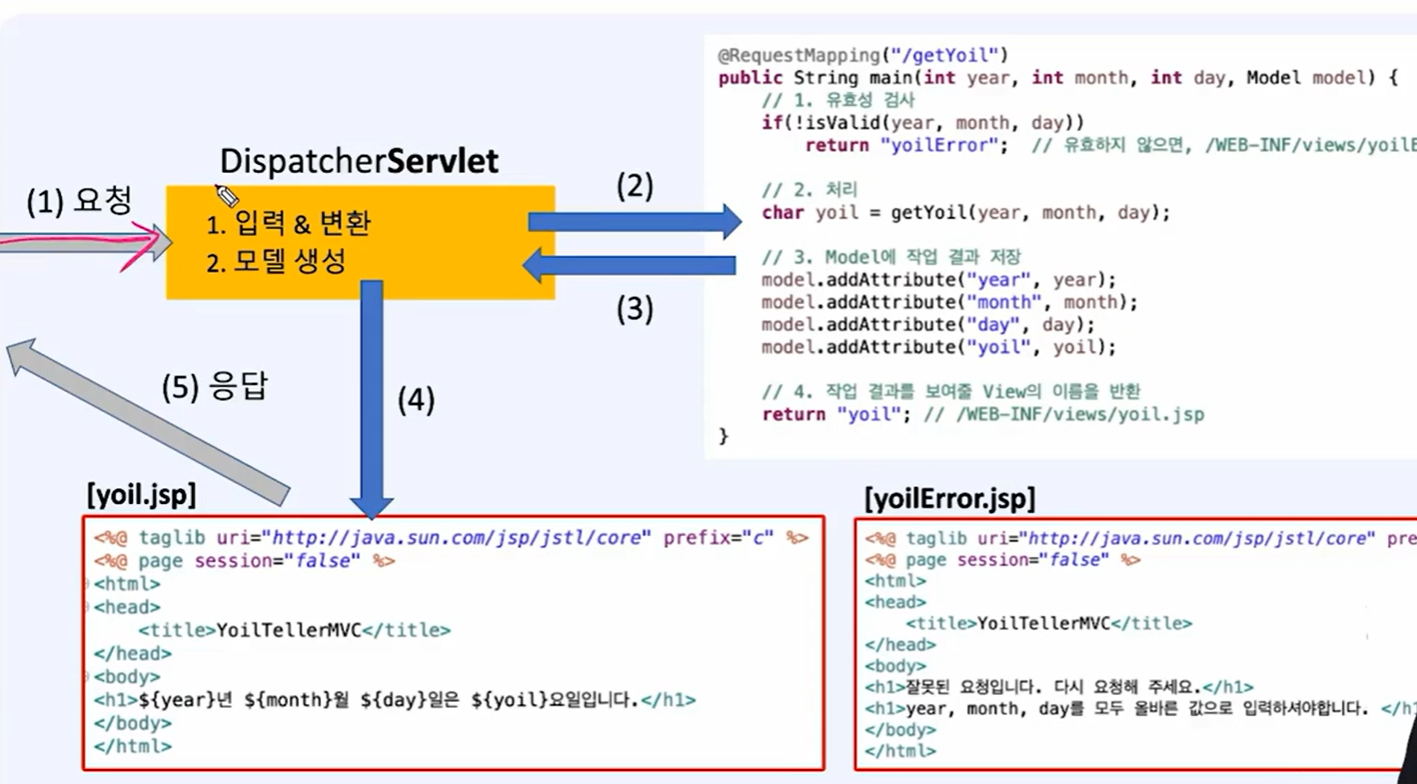 DispatcherServlet
(1) 요청
1. 입력 & 변환
2. 모델 생성
(2)
(3)
(4)
(5) 응답
@RequestMapping("/getYoil")
public String main(int year, int month, int day, Model model) {
// 1. 유효성 검사
if(!isValid(year, month, day))
return "yoilError"; // 유효하지 않으면, /WEB-INF/views/yoilE
// 2. 처리
char yoil = getYoil(year, month, day);
// 3. Model에 작업 결과 저장
model.addAttribute("year", year);
model.addAttribute("month", month);
model.addAttribute("day", day);
model.addAttribute("yoil", yoil);
// 4. 작업 결과를 보여줄 View의 이름을 반환
return "yoil"; // /WEB-INF/views/yoil.jsp
}
[yoil.jsp]
<%@ taglib uri="http://java.sun.com/jsp/jstl/core" prefix="c" %>
<%@ page session="false" %>
<html>
<head>
<title>YoilTellerMVC</title>
</head>
<body>
<h1>${year}년 ${month}월 ${day}일은 ${yoil}요일입니다.</h1>
</body>
</html>
[yoilError.jsp]
<%@ taglib uri="http://java.sun.com/jsp/jstl/core" pre
<%@ page session="false" %>
<html>
<head>
<title>YoilTellerMVC</title>
</head>
<body>
<h1>잘못된 요청입니다. 다시 요청해 주세요.</h1>
<h1>year, month, day를 모두 올바른 값으로 입력하셔야합니다. </h1
</body>
</html>